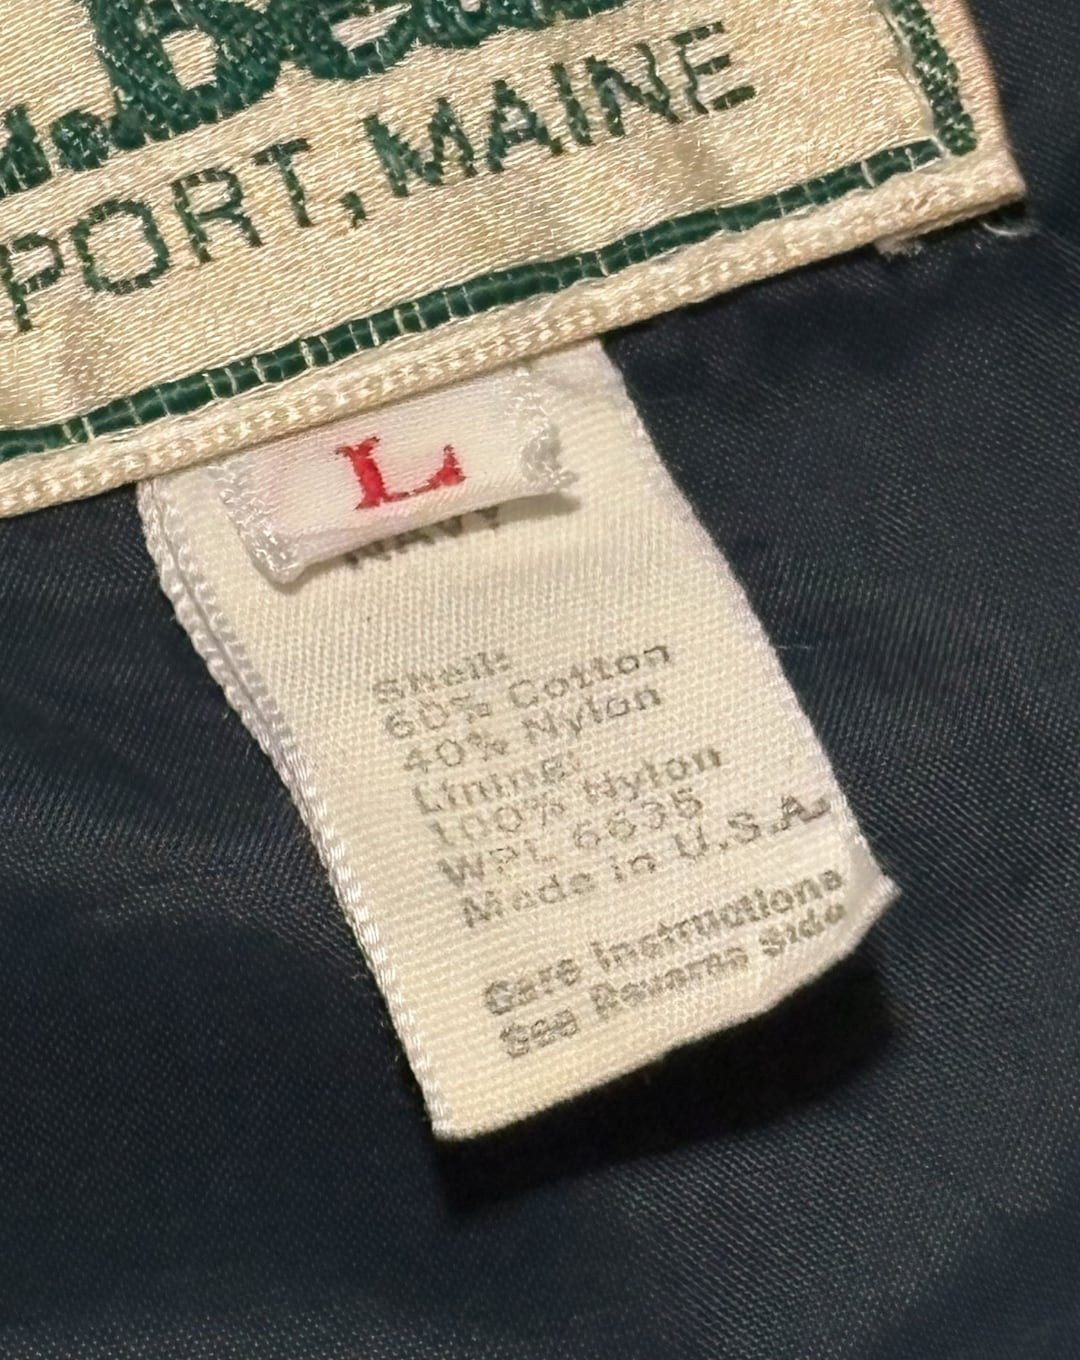 PORT, MAINE
L
NAVY
Shell:
60% Cotton
40% Nylon
Lining:
100% Nylon
WPL 6635
Made in U.S.A.
Care Instructions
See Reverse Side